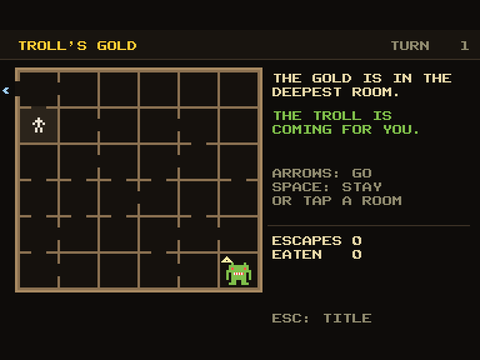 TROLL'S GOLD
TURN 1
THE GOLD IS IN THE
DEEPEST ROOM.
THE TROLL IS
COMING FOR YOU.
ARROWS: GO
SPACE: STAY
OR TAP A ROOM
ESCAPES 0
EATEN 0
ESC: TITLE